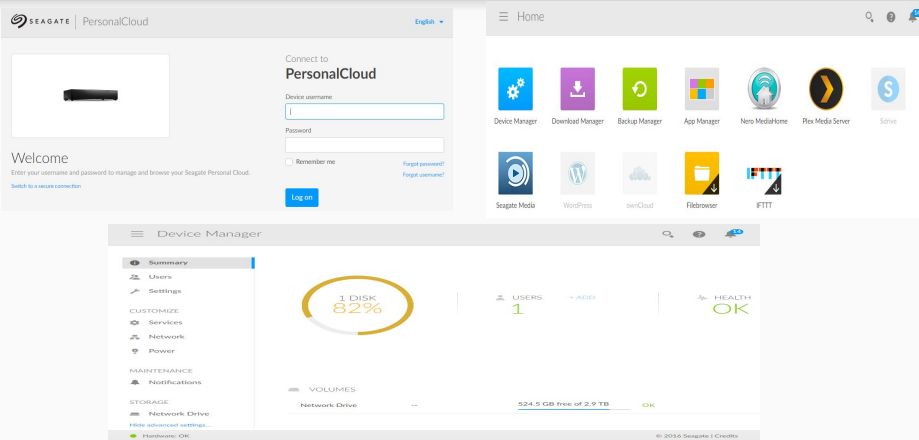 SEAGATE PersonalCloud
English
Connect to
PersonalCloud
Device username
Password
Remember me
Forgot password?
Forgot username?
Log on
Welcome
Enter your username and password to manage and browse your Seagate Personal Cloud.
Switch to a secure connection
Home
Device Manager
Download Manager
Backup Manager
App Manager
Nero MediaHome
Plex Media Server
Sdrive
Seagate Media
WordPress
ownCloud
Filebrowser
IFTTT
Device Manager
14
Summary
Users
Settings
CUSTOMIZE
Services
Network
Power
MAINTENANCE
Notifications
STORAGE
Network Drive
Hide advanced settings...
Hardware: OK
1 DISK
82%
USERS + ADD
1
HEALTH
OK
VOLUMES
Network Drive -- 524.5 GB free of 2.9 TB OK
© 2016 Seagate | Credits